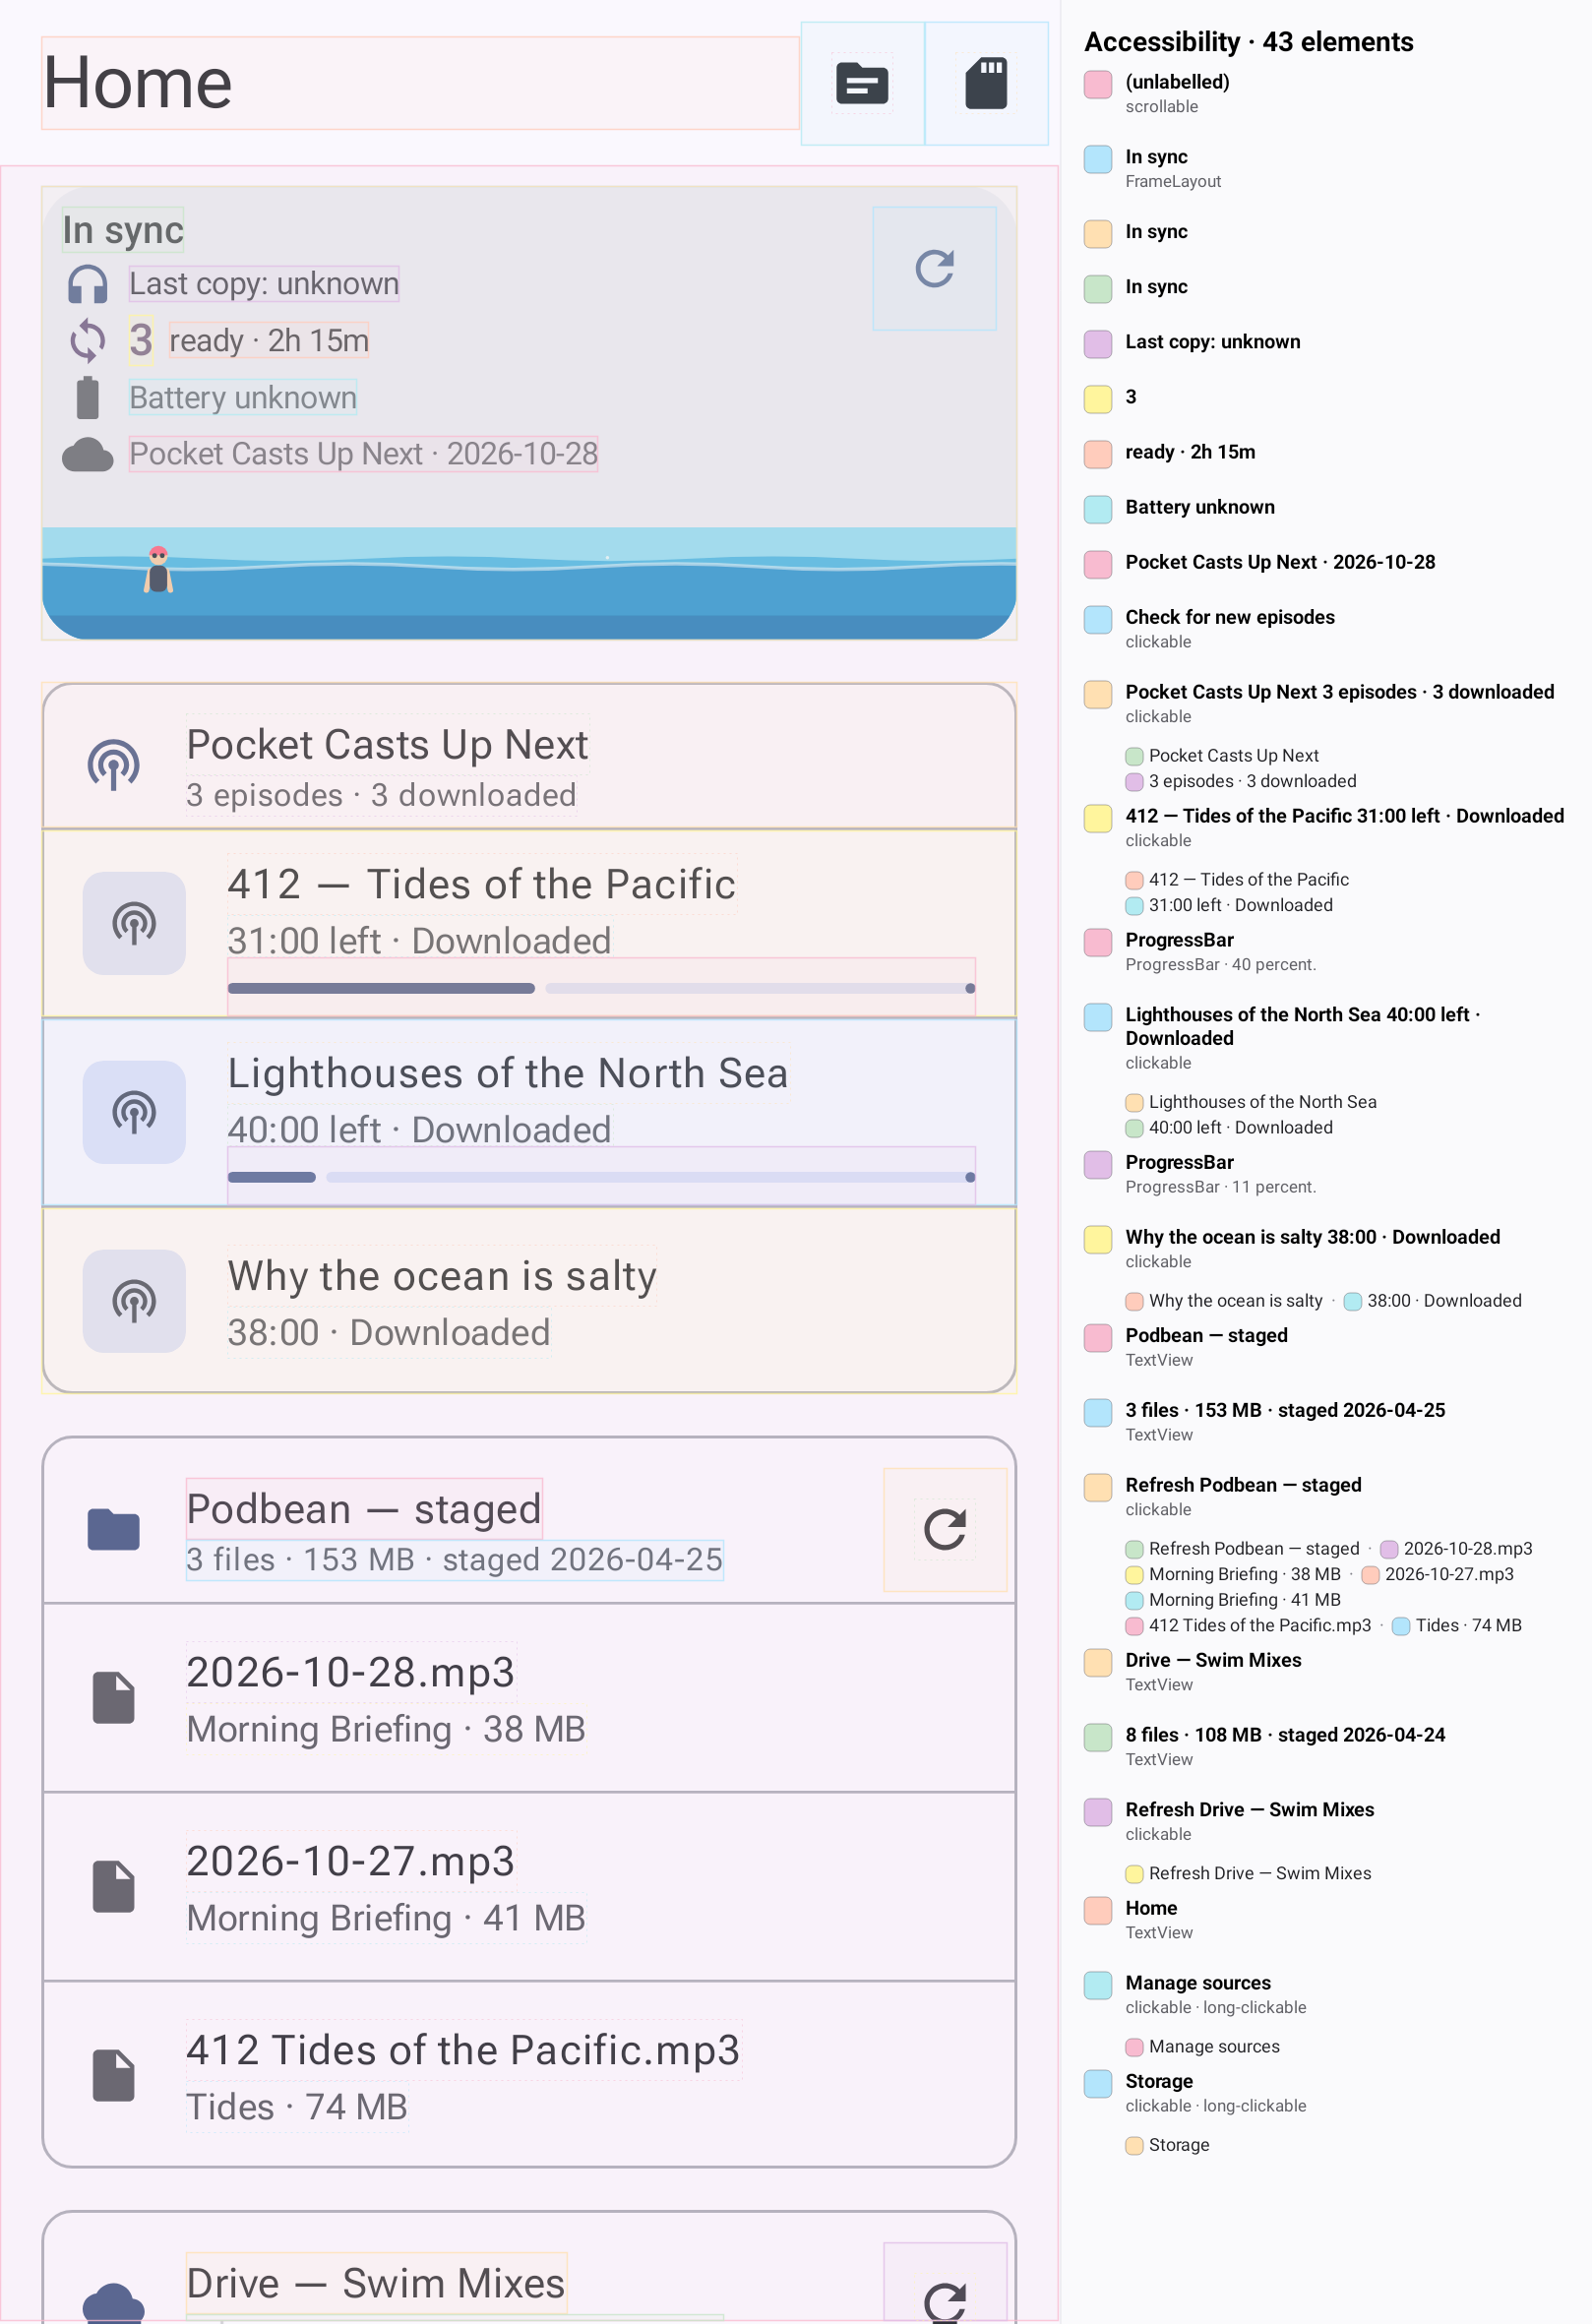 Home
In sync
Last copy: unknown
3 ready · 2h 15m
Battery unknown
Pocket Casts Up Next · 2026-10-28
Pocket Casts Up Next
3 episodes · 3 downloaded
412 — Tides of the Pacific
31:00 left · Downloaded
Lighthouses of the North Sea
40:00 left · Downloaded
Why the ocean is salty
38:00 · Downloaded
Podbean — staged
3 files · 153 MB · staged 2026-04-25
2026-10-28.mp3
Morning Briefing · 38 MB
2026-10-27.mp3
Morning Briefing · 41 MB
412 Tides of the Pacific.mp3
Tides · 74 MB
Drive — Swim Mixes
Accessibility · 43 elements
(unlabelled)
scrollable
In sync
FrameLayout
In sync
In sync
Last copy: unknown
3
ready · 2h 15m
Battery unknown
Pocket Casts Up Next · 2026-10-28
Check for new episodes
clickable
Pocket Casts Up Next 3 episodes · 3 downloaded
clickable
Pocket Casts Up Next
3 episodes · 3 downloaded
412 — Tides of the Pacific 31:00 left · Downloaded
clickable
412 — Tides of the Pacific
31:00 left · Downloaded
ProgressBar
ProgressBar · 40 percent.
Lighthouses of the North Sea 40:00 left ·
Downloaded
clickable
Lighthouses of the North Sea
40:00 left · Downloaded
ProgressBar
ProgressBar · 11 percent.
Why the ocean is salty 38:00 · Downloaded
clickable
Why the ocean is salty · 38:00 · Downloaded
Podbean — staged
TextView
3 files · 153 MB · staged 2026-04-25
TextView
Refresh Podbean — staged
clickable
Refresh Podbean — staged · 2026-10-28.mp3
Morning Briefing · 38 MB · 2026-10-27.mp3
Morning Briefing · 41 MB
412 Tides of the Pacific.mp3 · Tides · 74 MB
Drive — Swim Mixes
TextView
8 files · 108 MB · staged 2026-04-24
TextView
Refresh Drive — Swim Mixes
clickable
Refresh Drive — Swim Mixes
Home
TextView
Manage sources
clickable · long-clickable
Manage sources
Storage
clickable · long-clickable
Storage